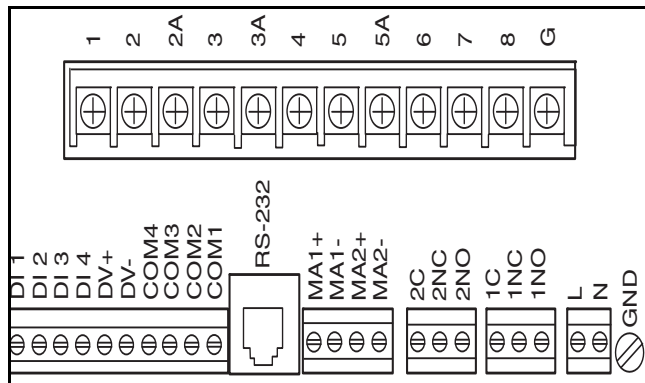 1 2 2A 3 3A 4 5 5A 6 7 8 G
RS-232
DI 1
DI 2
DI 3
DI 4
DV+
DV-
COM4
COM3
COM2
COM1
MA1+
MA1-
MA2+
MA2-
2C
2NC
2NO
1C
1NC
1NO
L
N
GND